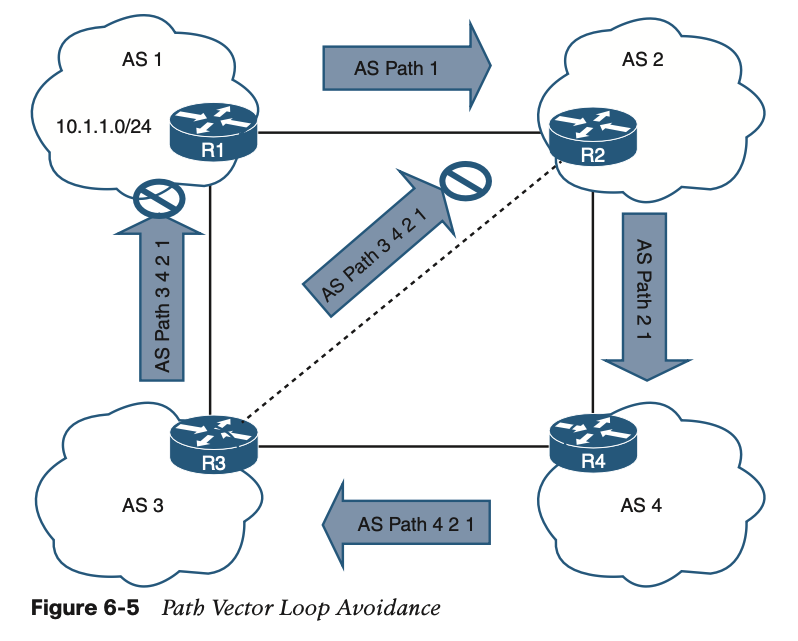 AS 1
AS Path 1
AS 2
10.1.1.0/24
R1
R2
AS Path 3 4 2 1
AS Path 3 4 2 1
AS Path 2 1
R3
R4
AS 3
AS Path 4 2 1
AS 4
Figure 6-5 Path Vector Loop Avoidance